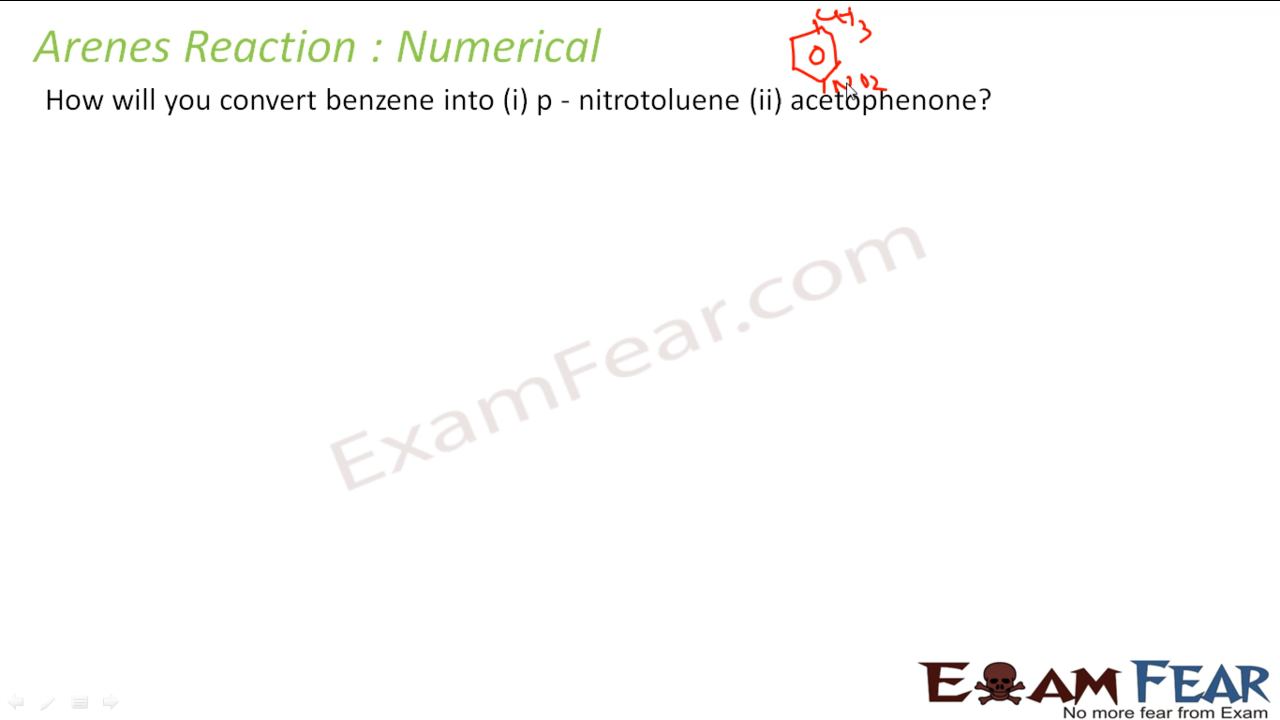 Arenes Reaction : Numerical
CH3
NO2
How will you convert benzene into (i) p - nitrotoluene (ii) acetophenone?
ExamFear.com
EXAM FEAR
No more fear from Exam